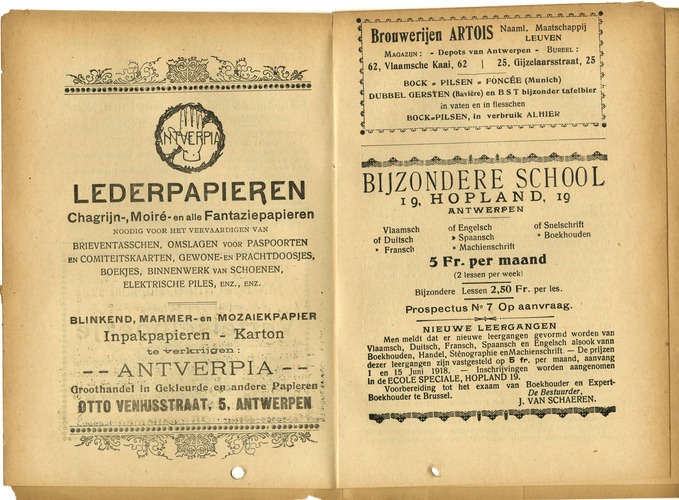 ANTVERPIA
LEDERPAPIEREN
Chagrijn-, Moiré- en alle Fantaziepapieren
NOODIG VOOR HET VERVAARDIGEN VAN
BRIEVENTASSCHEN, OMSLAGEN VOOR PASPOORTEN
EN COMITEITSKAARTEN, GEWONE- EN PRACHTDOOSJES,
BOEKJES, BINNENWERK VAN SCHOENEN,
ELEKTRISCHE PILES, ENZ., ENZ.
BLINKEND, MARMER- EN MOZAIEKPAPIER
Inpakpapieren - Karton
te verkrijgen:
-- ANTVERPIA --
Groothandel in Gekleurde en andere Papieren
OTTO VENIUSSTRAAT, 5, ANTWERPEN
Brouwerijen ARTOIS Naaml. Maatschappij
LEUVEN
MAGAZIJN: - Depots van Antwerpen - BUREEL:
62, Vlaamsche Kaai, 62 | 25, Gijzelaarsstraat, 25
BOCK - PILSEN - FONCÉE (Munich)
DUBBEL GERSTEN (Bavière) en B S T bijzonder tafelbier
in vaten en in flesschen
BOCK-PILSEN, in verbruik ALHIER
BIJZONDERE SCHOOL
19, HOPLAND, 19
ANTWERPEN
Vlaamsch of Engelsch of Snelschrift
of Duitsch » Spaansch » Boekhouden
» Fransch » Machienschrift
5 Fr. per maand
(2 lessen per week)
Bijzondere Lessen 2,50 Fr. per les.
Prospectus No 7 Op aanvraag.
NIEUWE LEERGANGEN
Men meldt dat er nieuwe leergangen gevormd worden van
Vlaamsch, Duitsch, Fransch, Spaansch en Engelsch alsook vann
Boekhouden, Handel, Sténographie en Machienschrift — De prijzen
dezer leergangen zijn vastgesteld op 5 fr. per maand, aanvang
1 en 15 Juni 1918. — Inschrijvingen worden aangenomen
in de ECOLE SPECIALE, HOPLAND 19.
Voorbereiding tot het exaam van Boekhouder en Expert-
Boekhouder te Brussel. De Bestuurder,
J. VAN SCHAEREN.